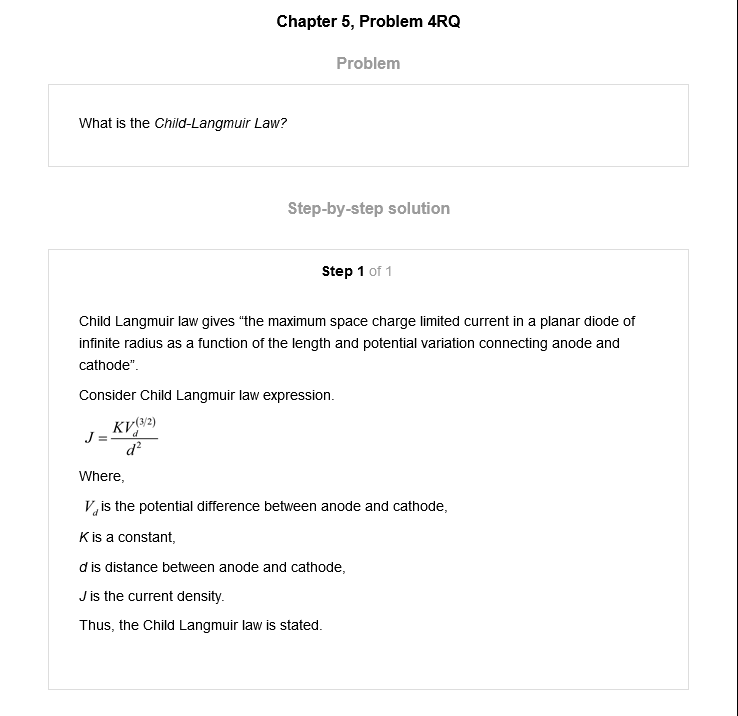 Chapter 5, Problem 4RQ
Problem
What is the Child-Langmuir Law?
Step-by-step solution
Step 1 of 1
Child Langmuir law gives “the maximum space charge limited current in a planar diode of
infinite radius as a function of the length and potential variation connecting anode and
cathode”.
Consider Child Langmuir law expression.
J = KV_d^(3/2) / d^2
Where,
V_d is the potential difference between anode and cathode,
K is a constant,
d is distance between anode and cathode,
J is the current density.
Thus, the Child Langmuir law is stated.